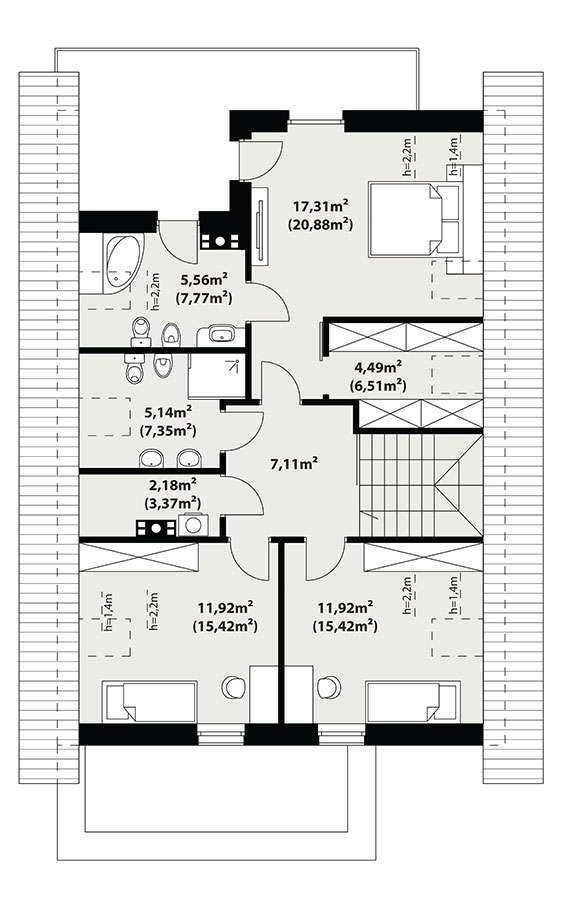 h=2,2m
h=1,4m
17,31m²
(20,88m²)
5,56m²
(7,77m²)
h=2,2m
4,49m²
(6,51m²)
5,14m²
(7,35m²)
7,11m²
2,18m²
(3,37m²)
h=1,4m
h=2,2m
11,92m²
(15,42m²)
11,92m²
(15,42m²)
h=2,2m
h=1,4m